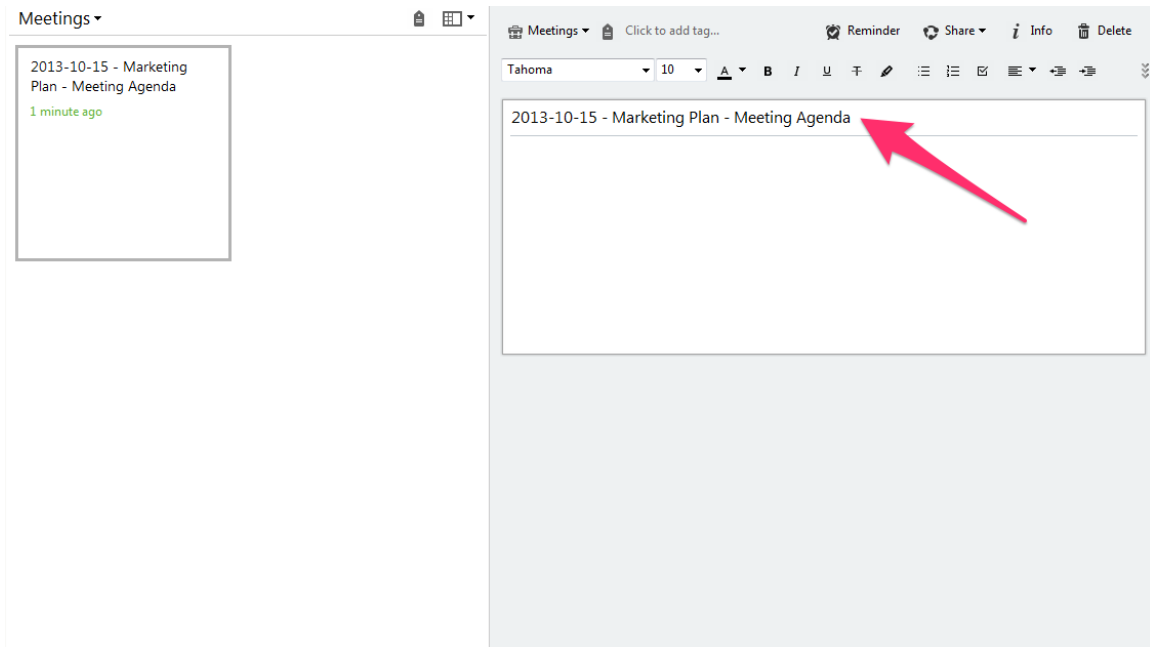 Meetings
2013-10-15 - Marketing
Plan - Meeting Agenda
1 minute ago
Meetings Click to add tag... Reminder Share i Info Delete
Tahoma 10 A B I U T
2013-10-15 - Marketing Plan - Meeting Agenda